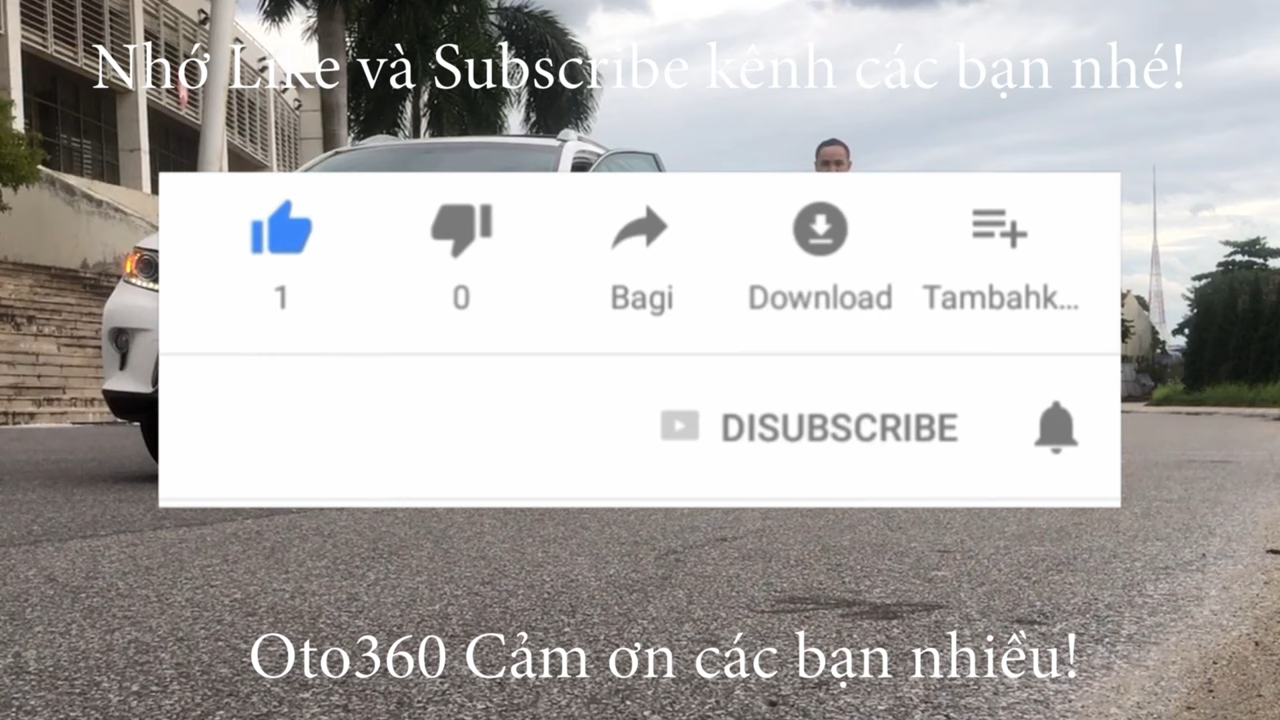 Nhớ Like và Subscribe kênh các bạn nhé!
1 0 Bagi Download Tambahk...
DISUBSCRIBE
Oto360 Cảm ơn các bạn nhiều!